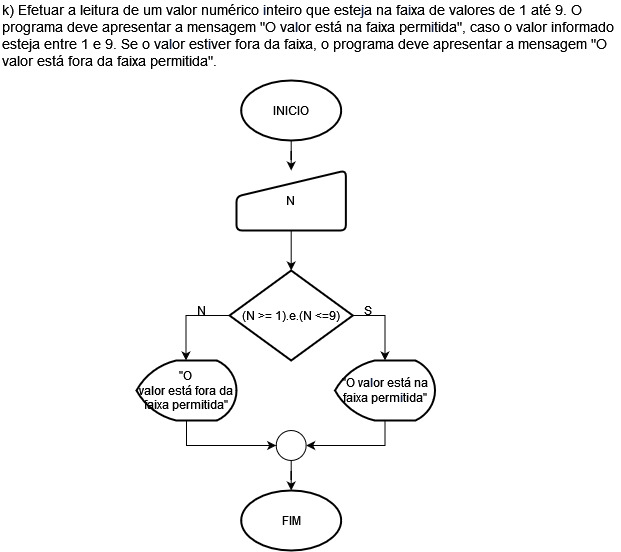 k) Efetuar a leitura de um valor numérico inteiro que esteja na faixa de valores de 1 até 9. O
programa deve apresentar a mensagem "O valor está na faixa permitida", caso o valor informado
esteja entre 1 e 9. Se o valor estiver fora da faixa, o programa deve apresentar a mensagem "O
valor está fora da faixa permitida".
INICIO
N
(N >= 1).e.(N <=9)
N
S
"O
valor está fora da
faixa permitida"
"O valor está na
faixa permitida"
FIM